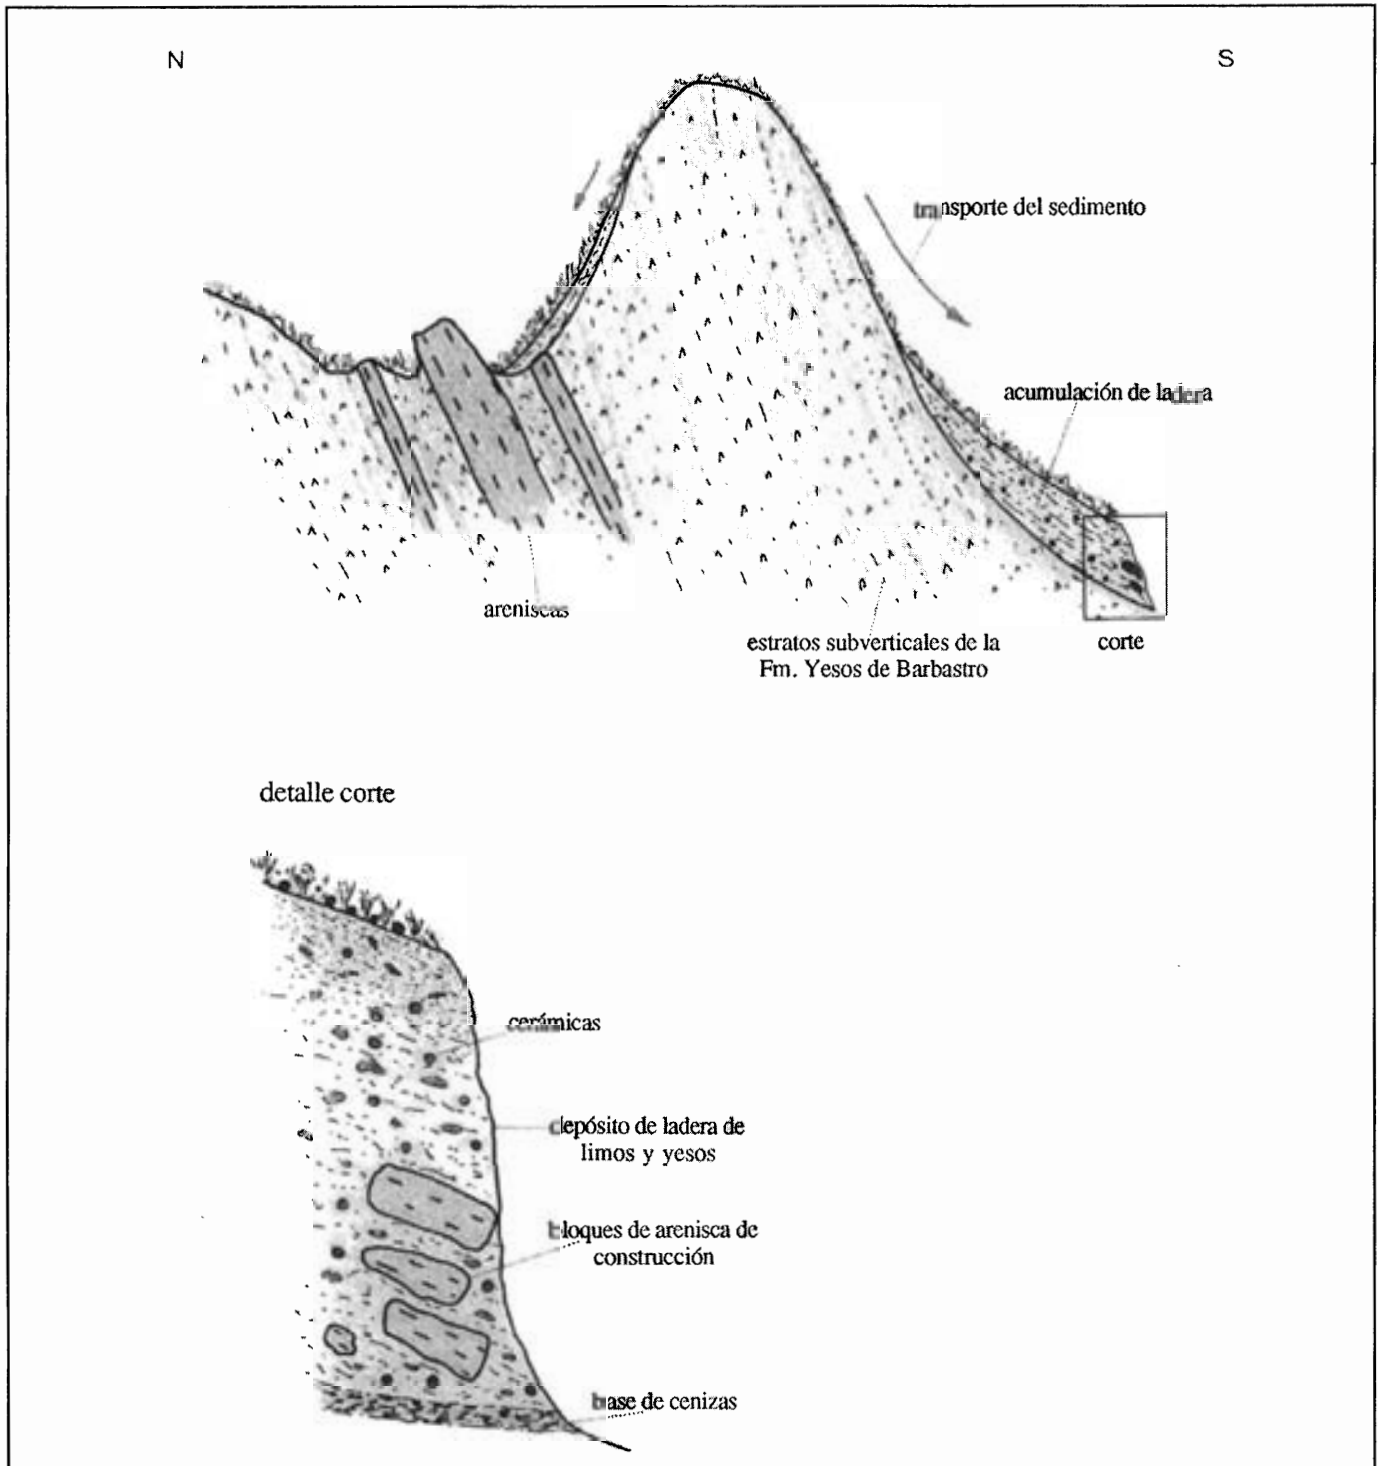 N
S
transporte del sedimento
acumulación de ladera
areniscas
estratos subverticales de la
Fm. Yesos de Barbastro
corte
detalle corte
cerámicas
depósito de ladera de
limos y yesos
bloques de arenisca de
construcción
base de cenizas